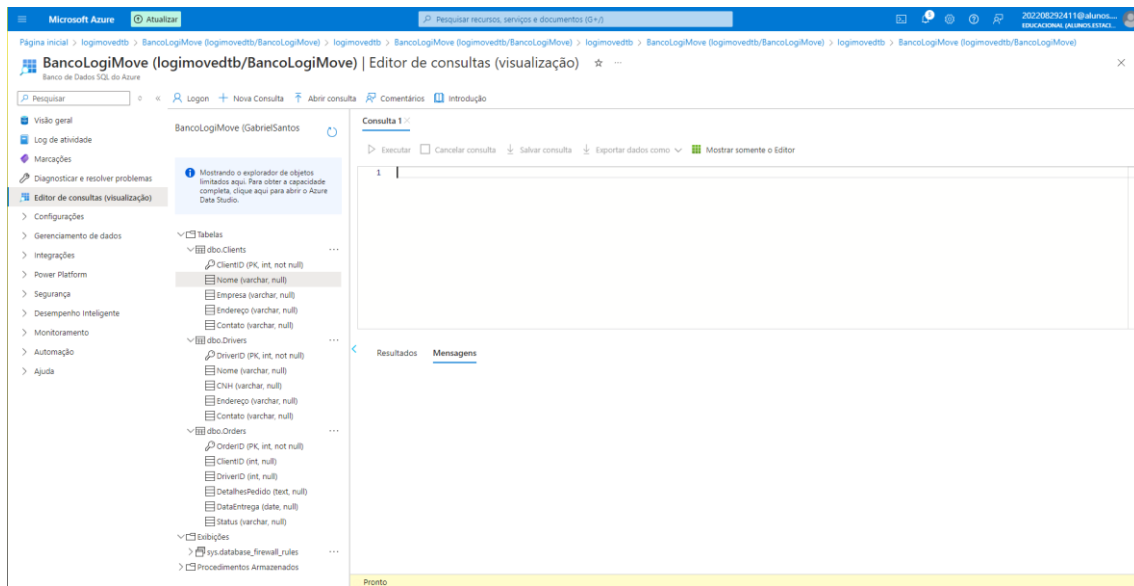 Microsoft Azure
Atualizar
Pesquisar recursos, serviços e documentos (G+/)
202208292411@alunos....
EDUCACIONAL (ALUNOS.ESTACI...
Página inicial > logimovedtb > BancoLogiMove (logimovedtb/BancoLogiMove) > logimovedtb > BancoLogiMove (logimovedtb/BancoLogiMove) > logimovedtb > BancoLogiMove (logimovedtb/BancoLogiMove) > logimovedtb > BancoLogiMove (logimovedtb/BancoLogiMove)
BancoLogiMove (logimovedtb/BancoLogiMove) | Editor de consultas (visualização)
Banco de Dados SQL do Azure
Pesquisar
Logon
Nova Consulta
Abrir consulta
Comentários
Introdução
Visão geral
Log de atividade
Marcações
Diagnosticar e resolver problemas
Editor de consultas (visualização)
Configurações
Gerenciamento de dados
Integrações
Power Platform
Segurança
Desempenho Inteligente
Monitoramento
Automação
Ajuda
BancoLogiMove (GabrielSantos
Mostrando o explorador de objetos
limitados aqui. Para obter a capacidade
completa, clique aqui para abrir o Azure
Data Studio.
Tabelas
dbo.Clients
ClientID (PK, int, not null)
Nome (varchar, null)
Empresa (varchar, null)
Endereço (varchar, null)
Contato (varchar, null)
dbo.Drivers
DriverID (PK, int, not null)
Nome (varchar, null)
CNH (varchar, null)
Endereço (varchar, null)
Contato (varchar, null)
dbo.Orders
OrderID (PK, int, not null)
ClientID (int, null)
DriverID (int, null)
DetalhesPedido (text, null)
DataEntrega (date, null)
Status (varchar, null)
Exibições
sys.database_firewall_rules
Procedimentos Armazenados
Consulta 1
Executar
Cancelar consulta
Salvar consulta
Exportar dados como
Mostrar somente o Editor
1
Resultados
Mensagens
Pronto